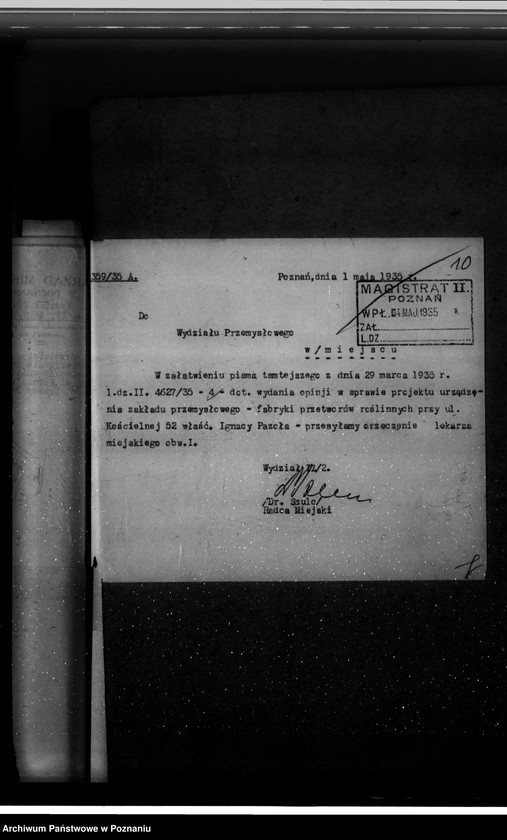 10
359/35 A.
Poznań,dnia 1 maja 1935 r.
MAGISTRAT II.
POZNAŃ
WPŁ. 04 MAJ 1935
ZAŁ.
L.DZ.
Do
Wydziału Przemysłowego
w/miejscu
W załatwieniu pisma tamtejszego z dnia 29 marca 1935 r.
l.dz.II. 4627/35 - 4 - dot. wydania opinji w sprawie projektu urządze-
nia zakładu przemysłowego - fabryki przetworów roślinnych przy ul.
Kościelnej 52 właść. Ignacy Pazoła - przesyłamy orzeczenie lekarza
miejskiego obw.I.
/Dr. Szulc/
Radca Miejski
Archiwum Państwowe w Poznaniu